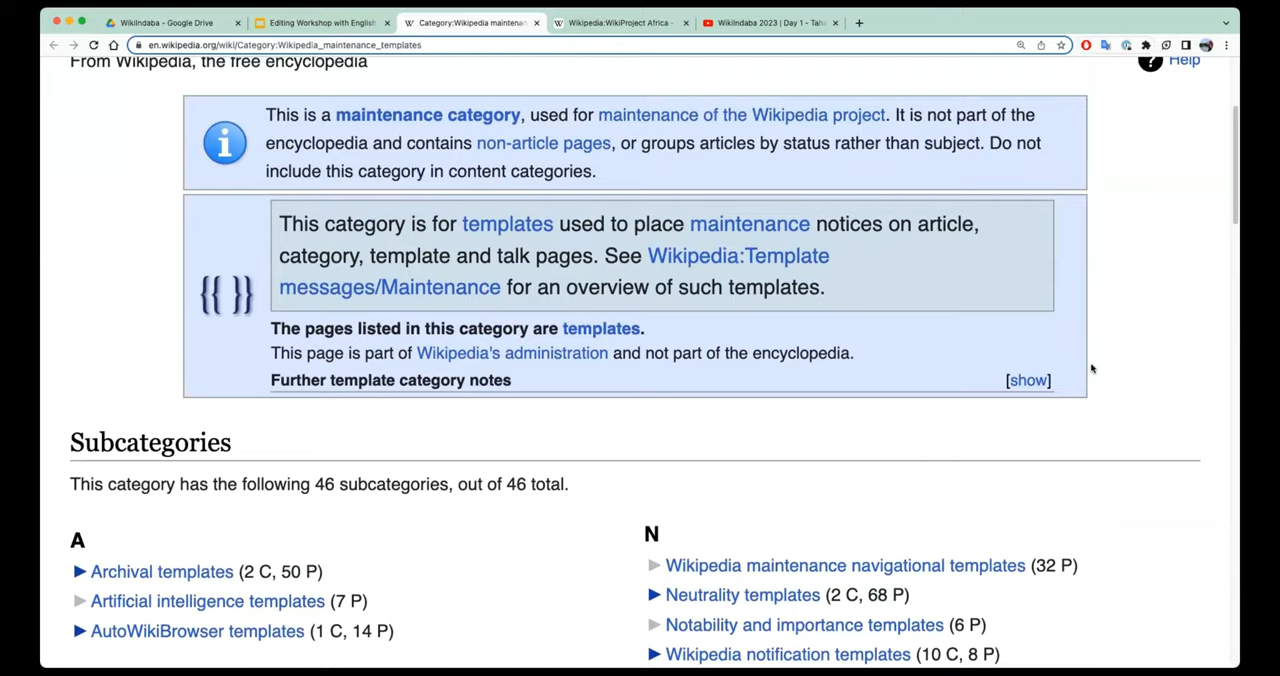 WikiIndaba - Google Drive
Editing Workshop with English
Category:Wikipedia maintenan
Wikipedia:WikiProject Africa -
WikiIndaba 2023 | Day 1 - Taha
en.wikipedia.org/wiki/Category:Wikipedia_maintenance_templates
From Wikipedia, the free encyclopedia
? Help
This is a maintenance category, used for maintenance of the Wikipedia project. It is not part of the
encyclopedia and contains non-article pages, or groups articles by status rather than subject. Do not
include this category in content categories.
This category is for templates used to place maintenance notices on article,
category, template and talk pages. See Wikipedia:Template
messages/Maintenance for an overview of such templates.
{{ }}
The pages listed in this category are templates.
This page is part of Wikipedia's administration and not part of the encyclopedia.
Further template category notes [show]
Subcategories
This category has the following 46 subcategories, out of 46 total.
A
Archival templates (2 C, 50 P)
Artificial intelligence templates (7 P)
AutoWikiBrowser templates (1 C, 14 P)
N
Wikipedia maintenance navigational templates (32 P)
Neutrality templates (2 C, 68 P)
Notability and importance templates (6 P)
Wikipedia notification templates (10 C, 8 P)